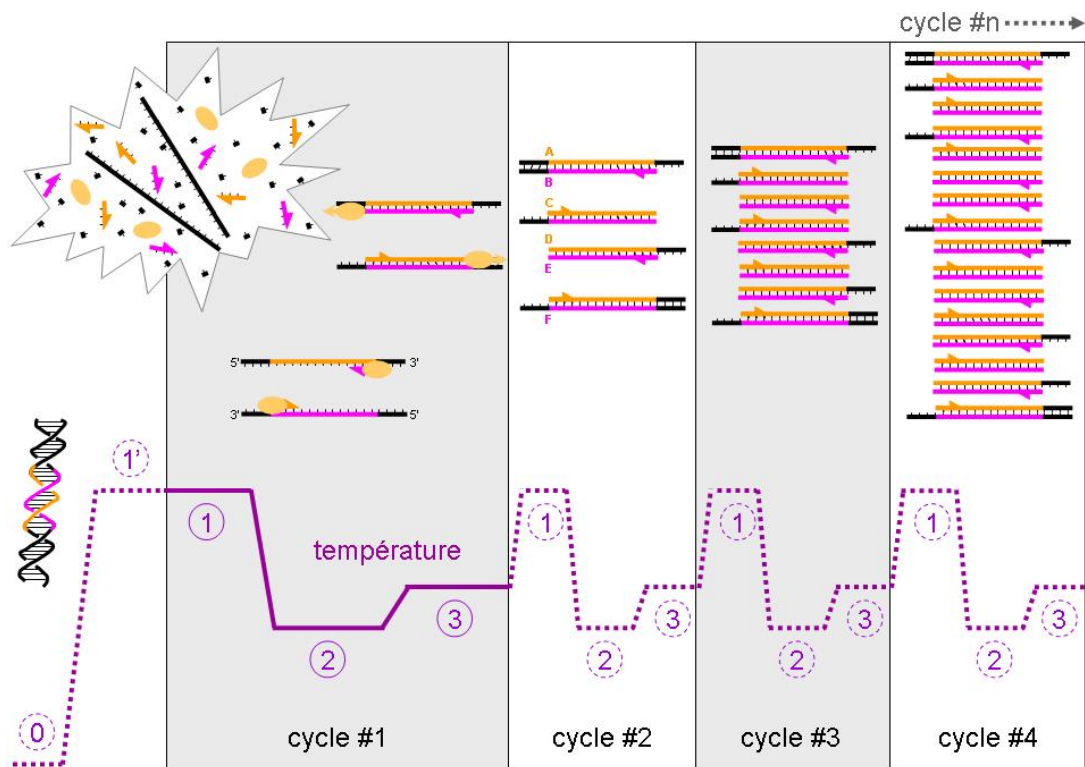 cycle #n
A
B
C
D
E
F
5' 3'
3' 5'
1'
1 1 1 1
température
3 3 3 3
2 2 2 2
0
cycle #1 cycle #2 cycle #3 cycle #4